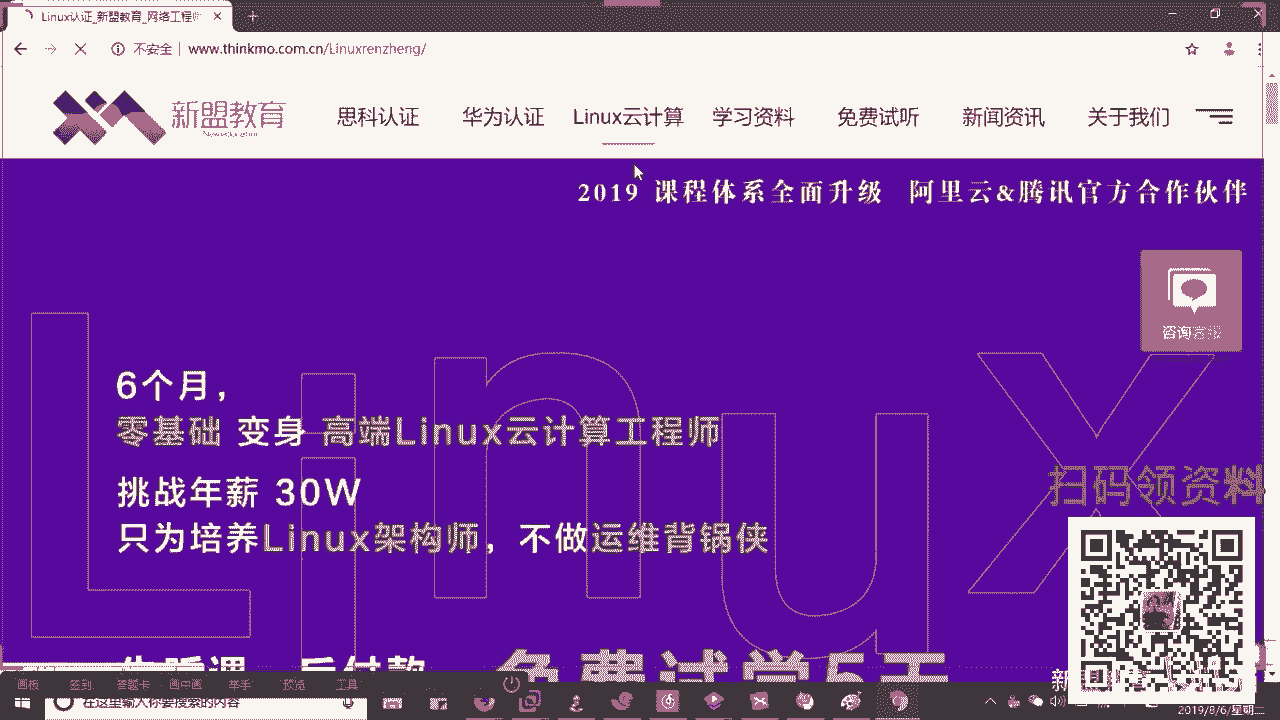 Linux认证_新盟教育_网络工程师
不安全 | www.thinkmo.com.cn/Linuxrenzheng/
新盟教育
思科认证 华为认证 Linux云计算 学习资料 免费试听 新闻资讯 关于我们
2019 课程体系全面升级 阿里云&腾讯官方合作伙伴
咨询客服
Linux
6个月，
零基础 变身 高端Linux云计算工程师
挑战年薪 30W
只为培养Linux架构师，不做运维背锅侠
扫码领资料
先听课 后付款 免费试学5天
画板 签到 答题卡 画中画 举手 预览 工具
在这里输入你要搜索的内容
2019/8/6/星期二